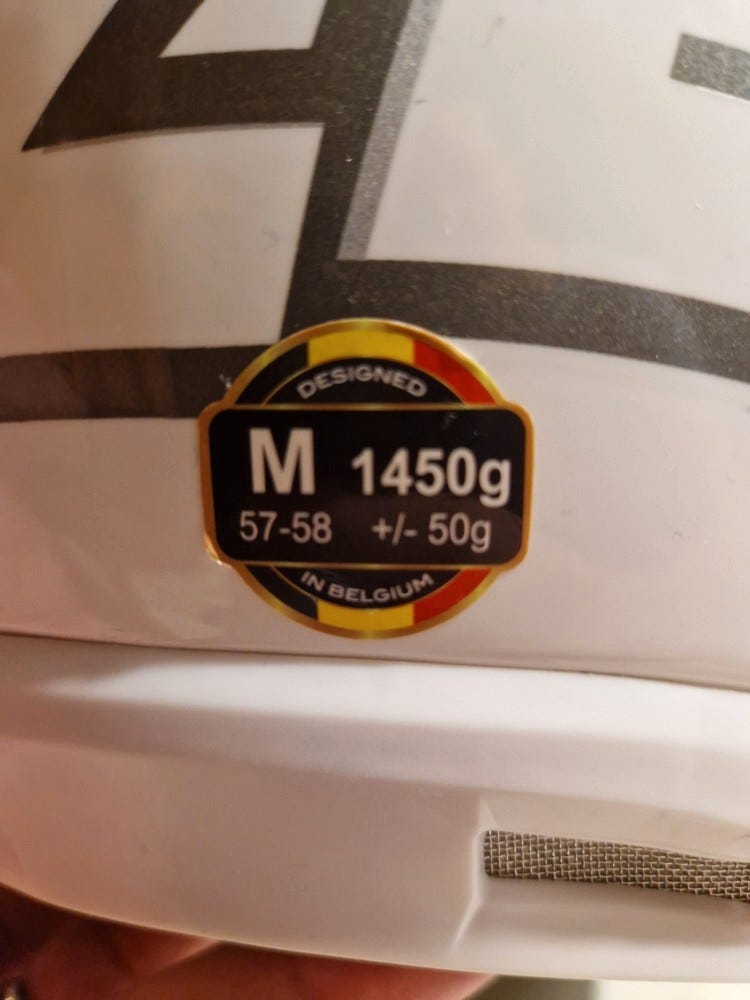 DESIGNED
M 1450g
57-58 +/- 50g
IN BELGIUM